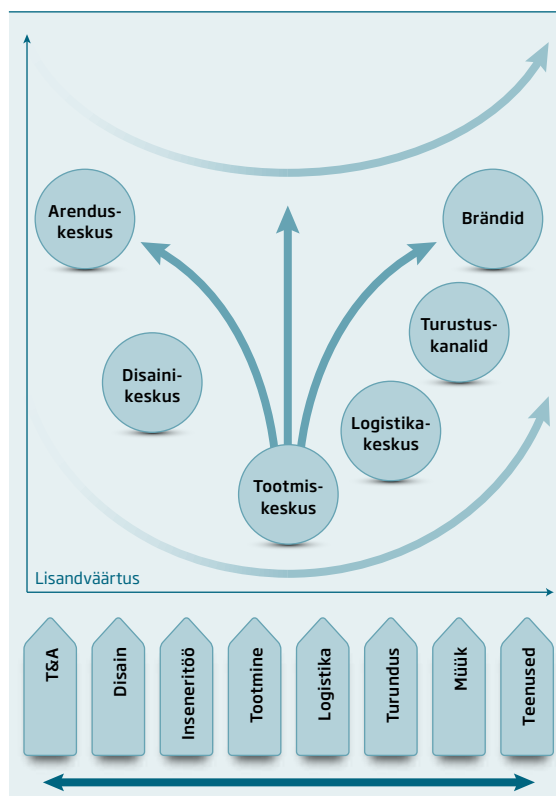 Arendus-
keskus
Brändid
Turustus-
kanalid
Disaini-
keskus
Logistika-
keskus
Tootmis-
keskus
Lisandväärtus
T&A
Disain
Inseneritöö
Tootmine
Logistika
Turundus
Müük
Teenused